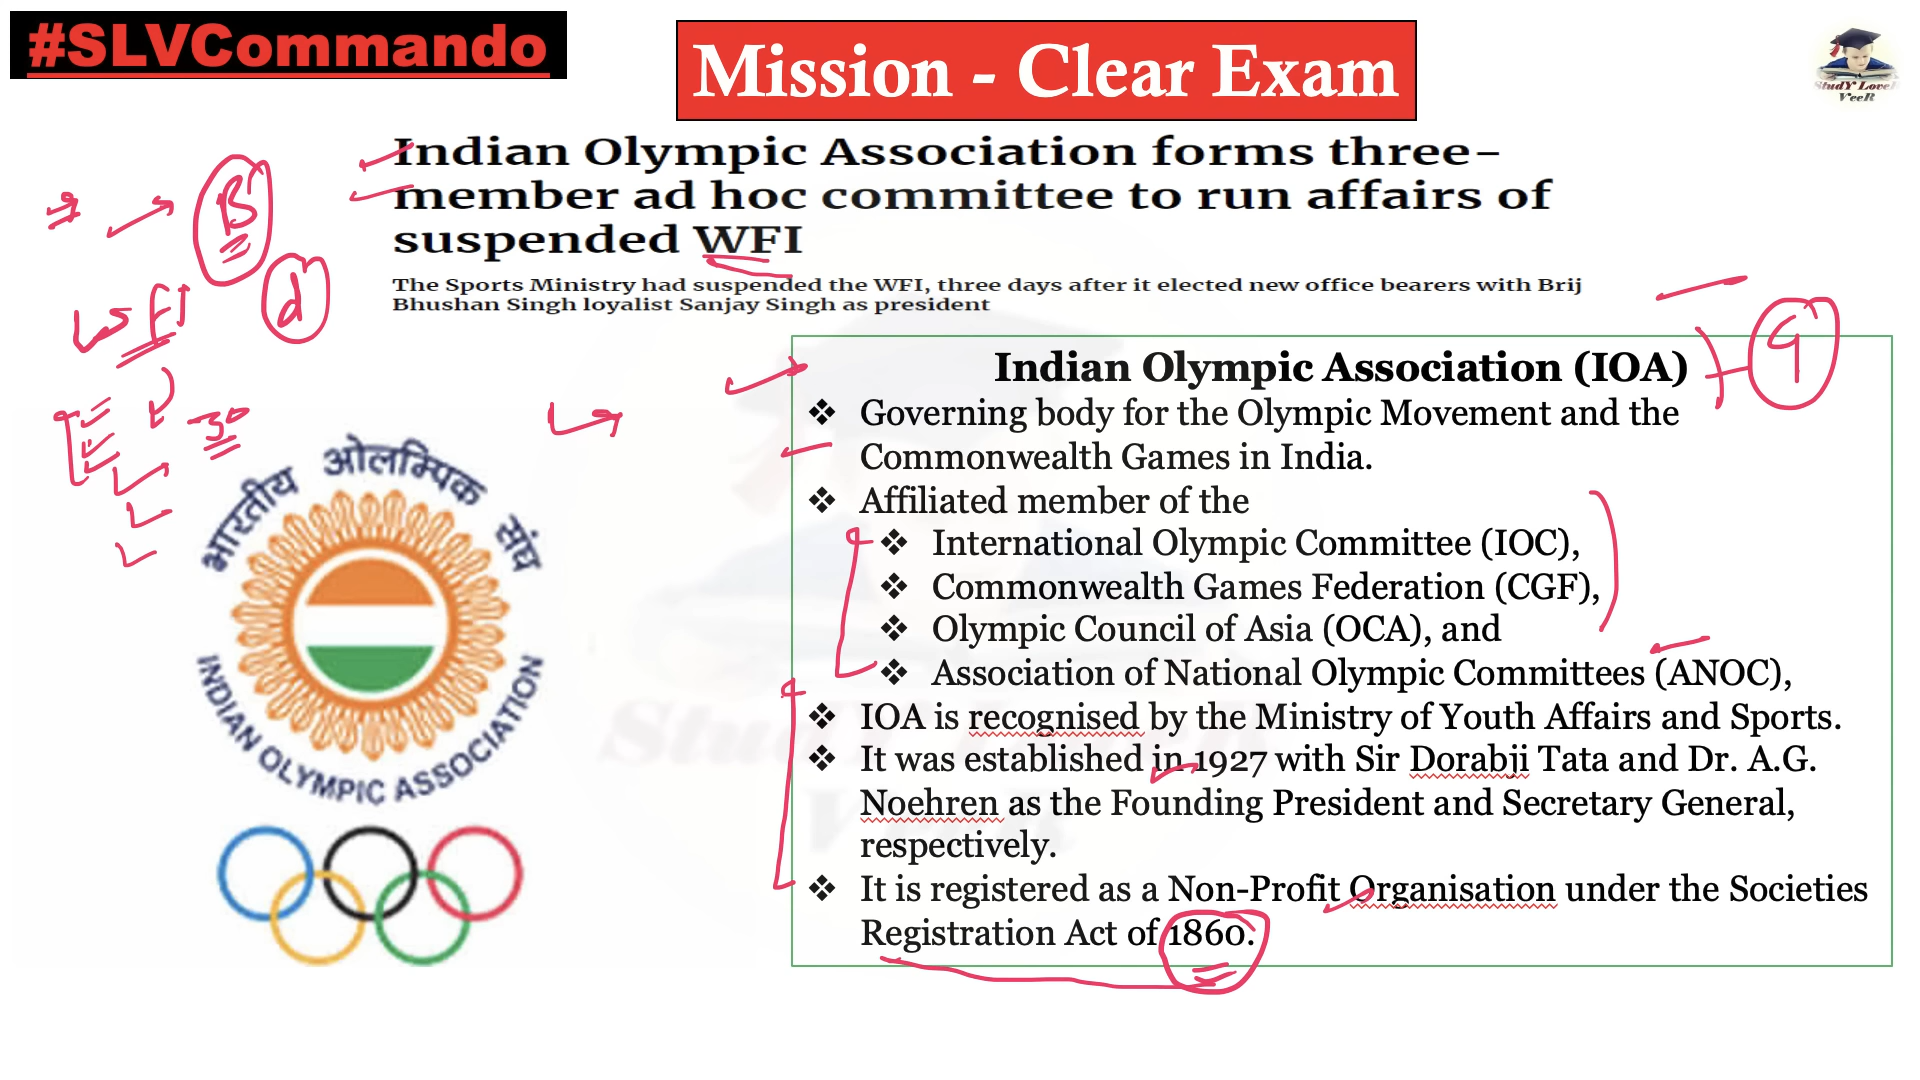 #SLVCommando
Mission - Clear Exam
StudY LoveR
VeeR
Indian Olympic Association forms three-
member ad hoc committee to run affairs of
suspended WFI
The Sports Ministry had suspended the WFI, three days after it elected new office bearers with Brij
Bhushan Singh loyalist Sanjay Singh as president
B
d
30
भारतीय ओलम्पिक संघ
INDIAN OLYMPIC ASSOCIATION
Indian Olympic Association (IOA)
❖ Governing body for the Olympic Movement and the
Commonwealth Games in India.
❖ Affiliated member of the
❖ International Olympic Committee (IOC),
❖ Commonwealth Games Federation (CGF),
❖ Olympic Council of Asia (OCA), and
❖ Association of National Olympic Committees (ANOC),
❖ IOA is recognised by the Ministry of Youth Affairs and Sports.
❖ It was established in 1927 with Sir Dorabji Tata and Dr. A.G.
Noehren as the Founding President and Secretary General,
respectively.
❖ It is registered as a Non-Profit Organisation under the Societies
Registration Act of 1860.
StudY LoveR
VeeR